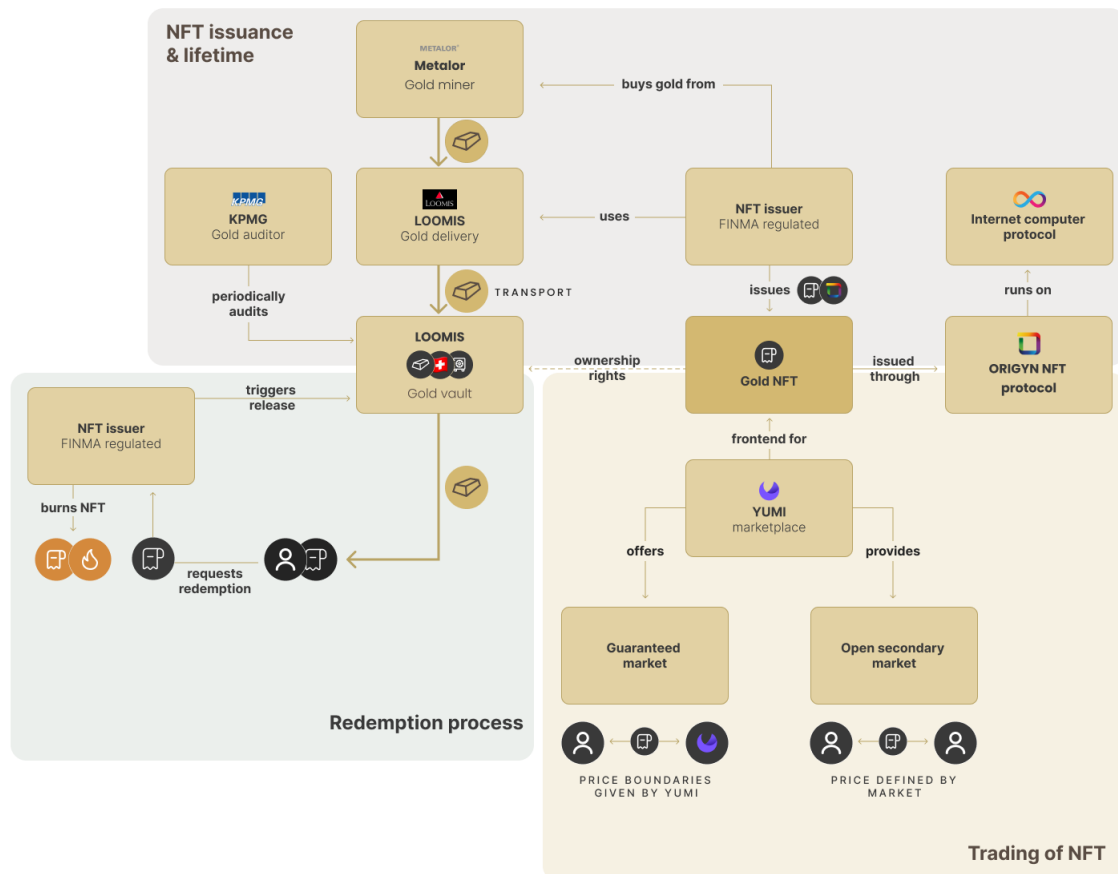 NFT issuance
& lifetime
METALOR®
Metalor
Gold miner
buys gold from
KPMG
KPMG
Gold auditor
LOOMIS
LOOMIS
Gold delivery
uses
NFT issuer
FINMA regulated
Internet computer
protocol
periodically
audits
TRANSPORT
issues
runs on
LOOMIS
Gold vault
ownership
rights
Gold NFT
issued
through
ORIGYN NFT
protocol
triggers
release
NFT issuer
FINMA regulated
frontend for
burns NFT
requests
redemption
YUMI
marketplace
offers
provides
Guaranteed
market
Open secondary
market
Redemption process
PRICE BOUNDARIES
GIVEN BY YUMI
PRICE DEFINED BY
MARKET
Trading of NFT